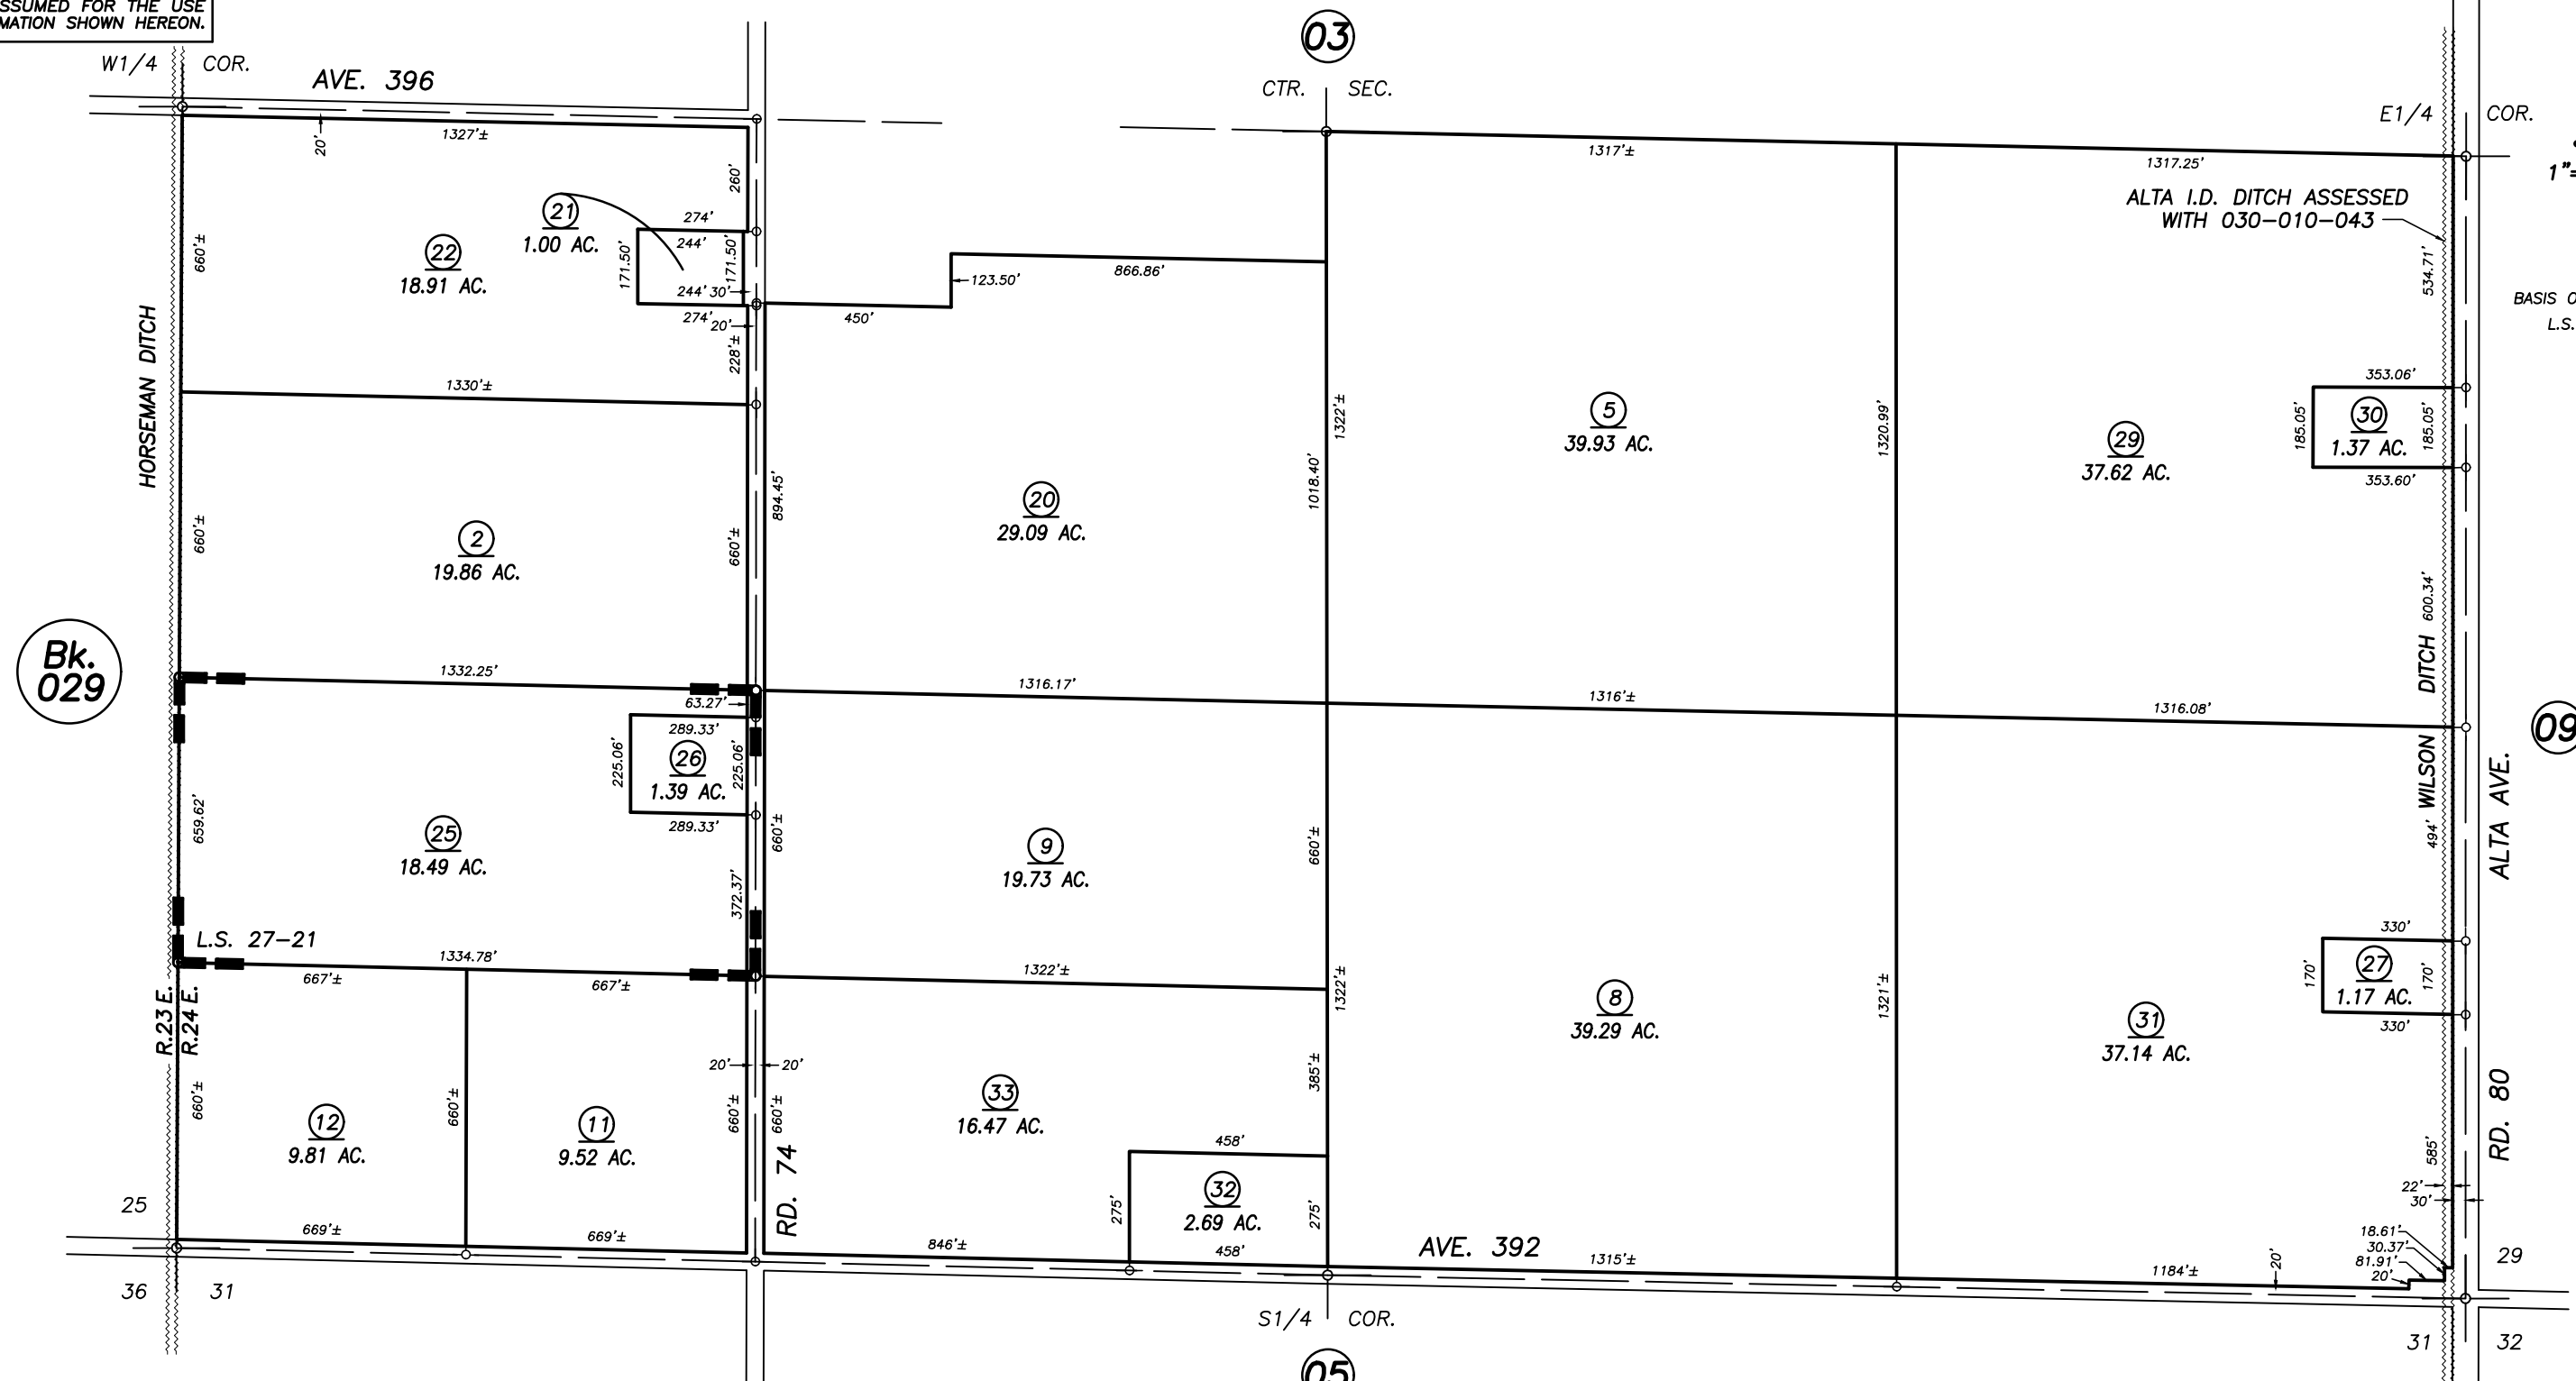 SSUMED FOR THE USE
MATION SHOWN HEREON.
03
W1/4 COR.
AVE. 396
CTR. SEC.
E1/4 COR.
1327'±
20'
1317'±
1317.25'
1"=
ALTA I.D. DITCH ASSESSED
WITH 030-010-043
260'
21
1.00 AC.
274'
244'
171.50'
171.50'
244' 30'
274' 20'
228'±
660'±
22
18.91 AC.
123.50'
866.86'
450'
534.71'
BASIS O
L.S.
HORSEMAN DITCH
1330'±
353.06'
185.05'
30
1.37 AC.
185.05'
353.60'
1322'±
5
39.93 AC.
1320.99'
29
37.62 AC.
660'±
2
19.86 AC.
660'±
894.45'
20
29.09 AC.
1018.40'
600.34'
WILSON DITCH
Bk.
029
1332.25'
63.27'
1316.17'
1316'±
1316.08'
09
289.33'
225.06'
26
1.39 AC.
225.06'
289.33'
659.62'
25
18.49 AC.
372.37'
660'±
9
19.73 AC.
660'±
494'
ALTA AVE.
L.S. 27-21
1334.78'
667'±
667'±
1322'±
1322'±
8
39.29 AC.
1321'±
330'
170'
27
1.17 AC.
170'
330'
31
37.14 AC.
R.23 E.
R.24 E.
20'
20'
660'±
12
9.81 AC.
660'±
11
9.52 AC.
660'±
660'±
33
16.47 AC.
385'±
458'
275'
32
2.69 AC.
275'
585'
RD. 80
RD. 74
22'
30'
25
669'±
669'±
846'±
458'
AVE. 392
1315'±
1184'±
20'
18.61'
30.37'
81.91'
20'
29
36
31
S1/4 COR.
31
32
05